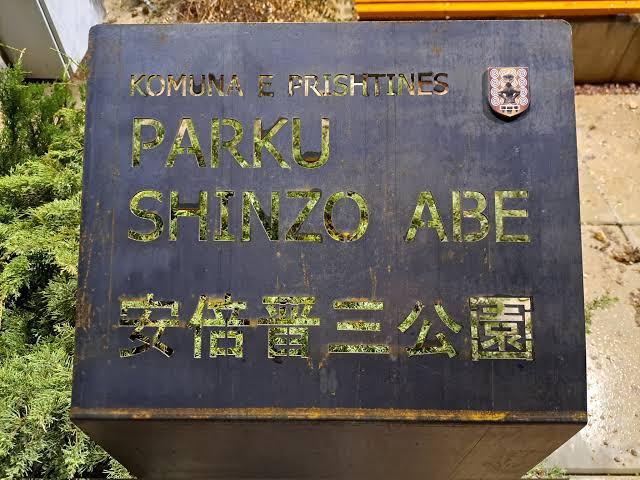 KOMUNA E PRISHTINES
PARKU
SHINZO ABE
安倍晋三公園